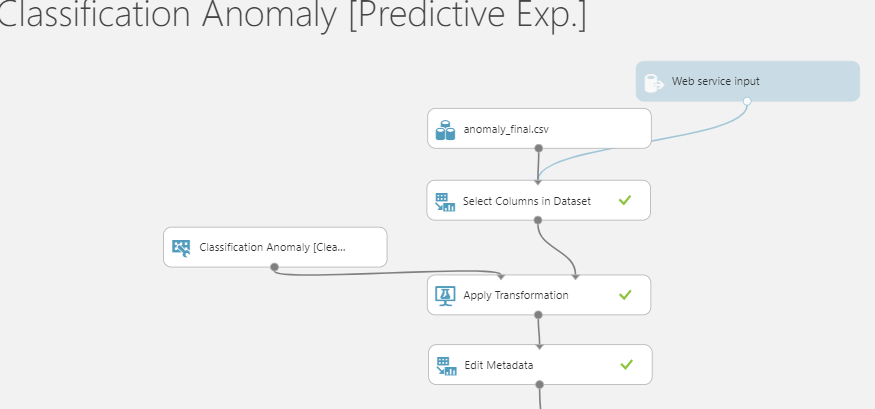 Classification Anomaly [Predictive Exp.]
Web service input
anomaly_final.csv
Select Columns in Dataset
Classification Anomaly [Clea...
Apply Transformation
Edit Metadata